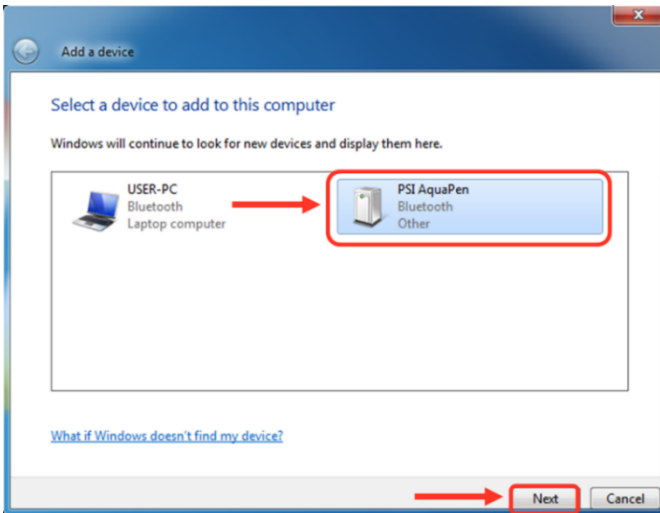 x
Add a device
Select a device to add to this computer
Windows will continue to look for new devices and display them here.
USER-PC
Bluetooth
Laptop computer
PSI AquaPen
Bluetooth
Other
What if Windows doesn't find my device?
Next
Cancel